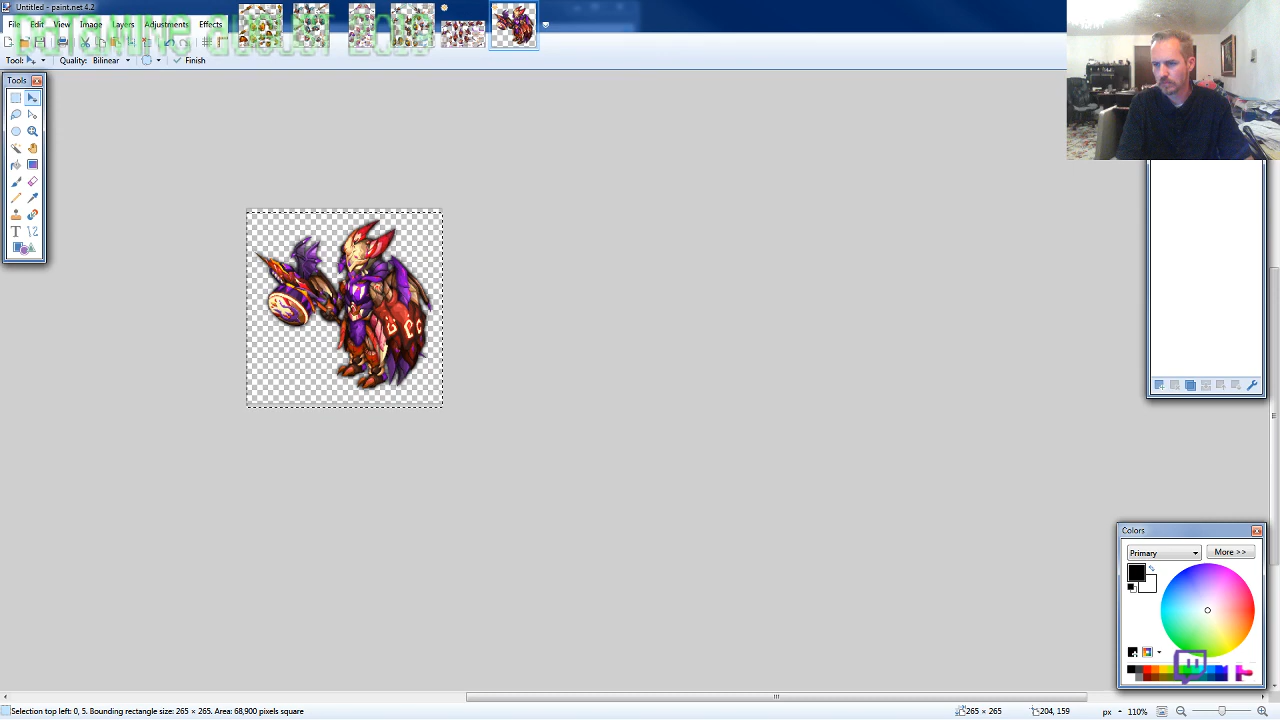 Untitled - paint.net 4.2
File Edit View Image Layers Adjustments Effects
Tool: Quality: Bilinear Finish
Tools
Colors
Primary More >>
Selection top left: 0, 5. Bounding rectangle size: 265 × 265. Area: 68,900 pixels square
265 × 265 204, 159 px 110%